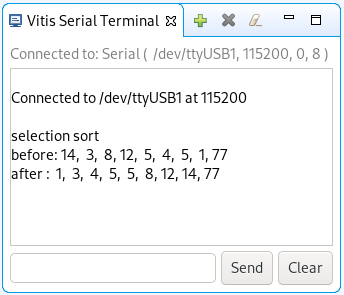 Vitis Serial Terminal
Connected to: Serial ( /dev/ttyUSB1, 115200, 0, 8 )
Connected to /dev/ttyUSB1 at 115200
selection sort
before: 14, 3, 8, 12, 5, 4, 5, 1, 77
after : 1, 3, 4, 5, 5, 8, 12, 14, 77
Send Clear